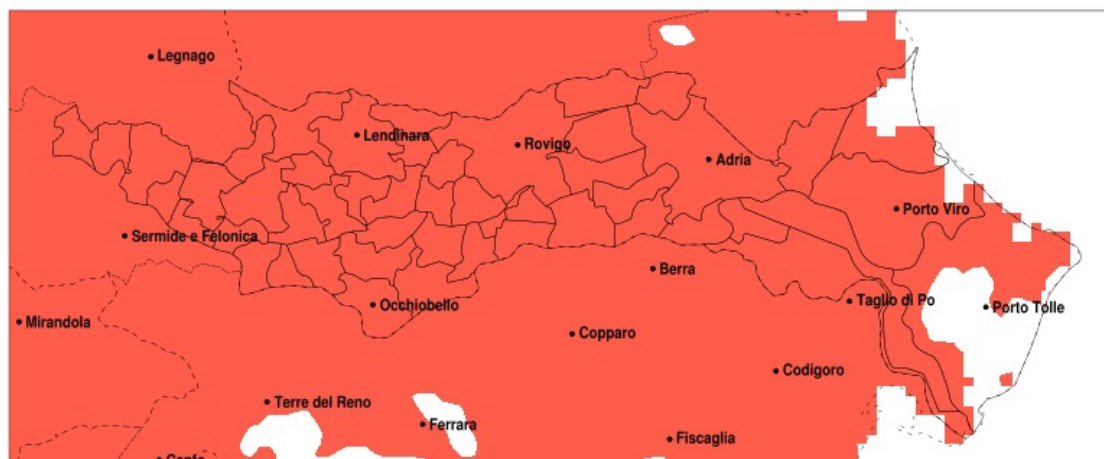 Legnago
Lendinara
Rovigo
Adria
Porto Viro
Sermide e Felonica
Berra
Occhiobello
Taglio di Po
Porto Tolle
Mirandola
Copparo
Codigoro
Terre del Reno
Ferrara
Fiscaglia